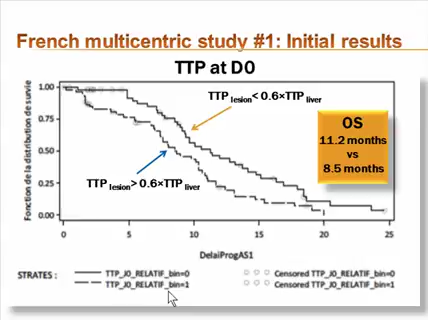 French multicentric study #1: Initial results
TTP at D0
Fonction de la distribution de survie
1.00
0.75
0.50
0.25
0.00
TTP lesion < 0.6×TTP liver
TTP lesion > 0.6×TTP liver
OS
11.2 months
vs
8.5 months
0 5 10 15 20 25
DelaiProgAS1
STRATES : TTP_J0_RELATIF_bin=0 Censored TTP_J0_RELATIF_bin=0
TTP_J0_RELATIF_bin=1 Censored TTP_J0_RELATIF_bin=1